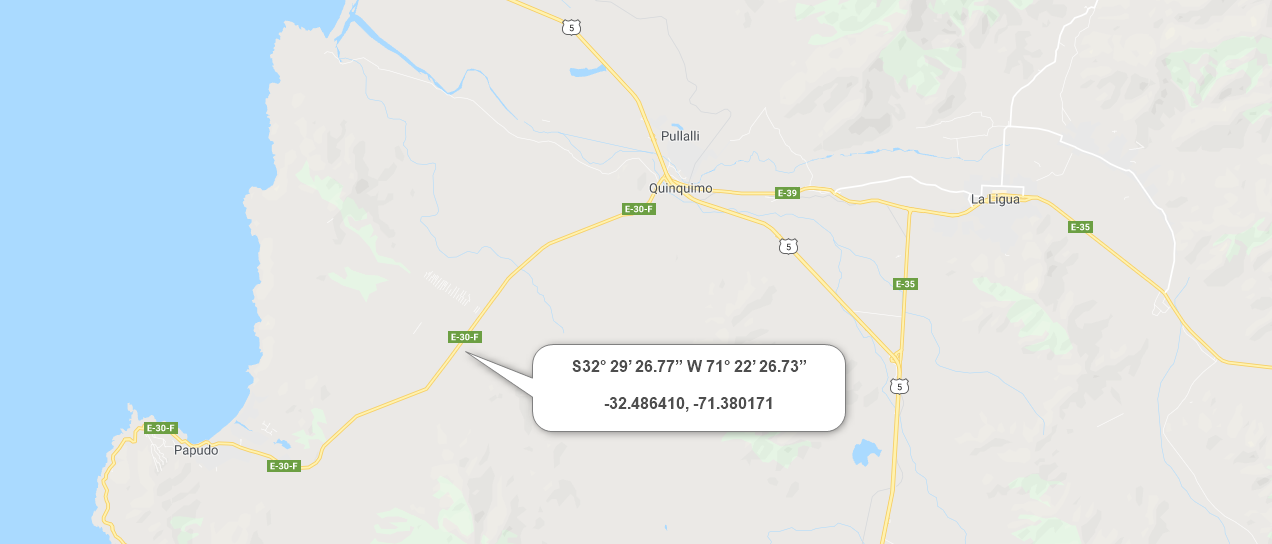 5
Pullalli
Quinquimo
E-39
E-30-F
La Ligua
E-35
5
E-35
E-30-F
S32° 29’ 26.77” W 71° 22’ 26.73”
-32.486410, -71.380171
5
E-30-F
Papudo
E-30-F